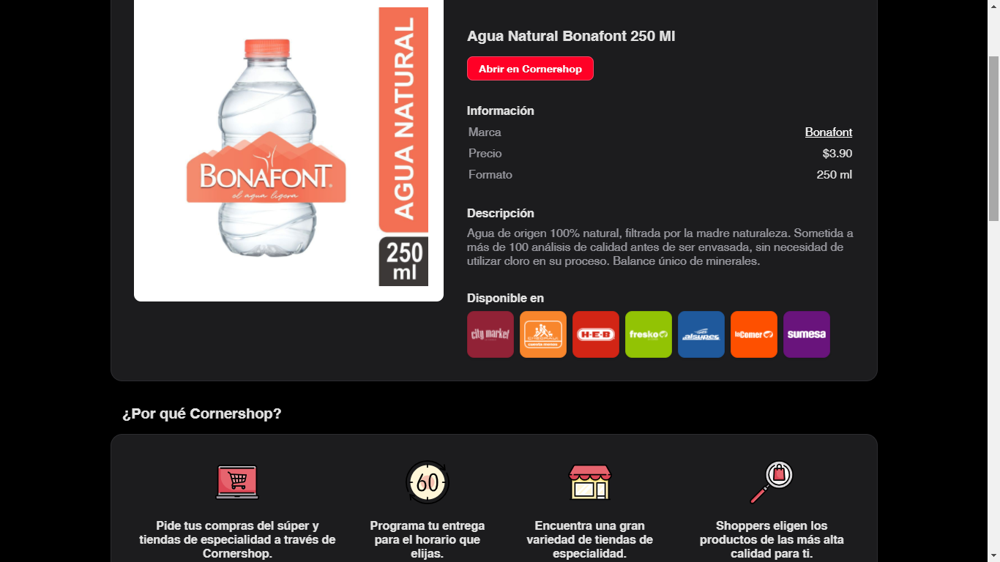 AGUA NATURAL
250
ml
BONAFONT
el agua ligera
Agua Natural Bonafont 250 Ml
Abrir en Cornershop
Información
Marca Bonafont
Precio $3.90
Formato 250 ml
Descripción
Agua de origen 100% natural, filtrada por la madre naturaleza. Sometida a
más de 100 análisis de calidad antes de ser envasada, sin necesidad de
utilizar cloro en su proceso. Balance único de minerales.
Disponible en
city market
H-E-B
fresko
alsuper
laComer
sumesa
¿Por qué Cornershop?
60
Pide tus compras del súper y
tiendas de especialidad a través de
Cornershop.
Programa tu entrega
para el horario que
elijas.
Encuentra una gran
variedad de tiendas de
especialidad.
Shoppers eligen los
productos de las más alta
calidad para ti.